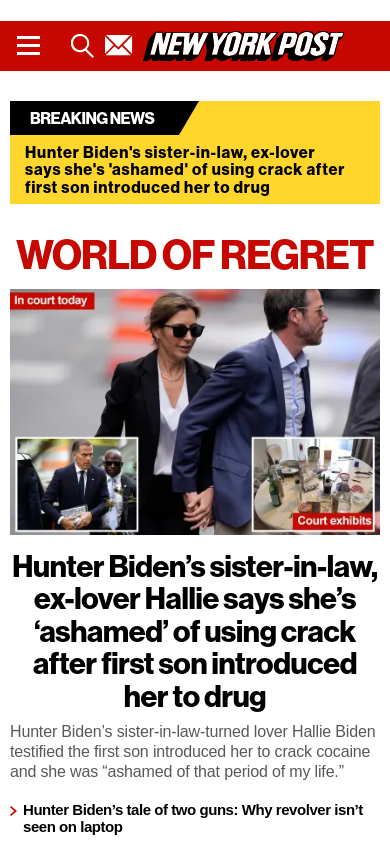 NEW YORK POST
BREAKING NEWS
Hunter Biden's sister-in-law, ex-lover
says she's 'ashamed' of using crack after
first son introduced her to drug
WORLD OF REGRET
In court today
Court exhibits
Hunter Biden’s sister-in-law,
ex-lover Hallie says she’s
‘ashamed’ of using crack
after first son introduced
her to drug
Hunter Biden’s sister-in-law-turned lover Hallie Biden
testified the first son introduced her to crack cocaine
and she was “ashamed of that period of my life.”
Hunter Biden’s tale of two guns: Why revolver isn’t
seen on laptop